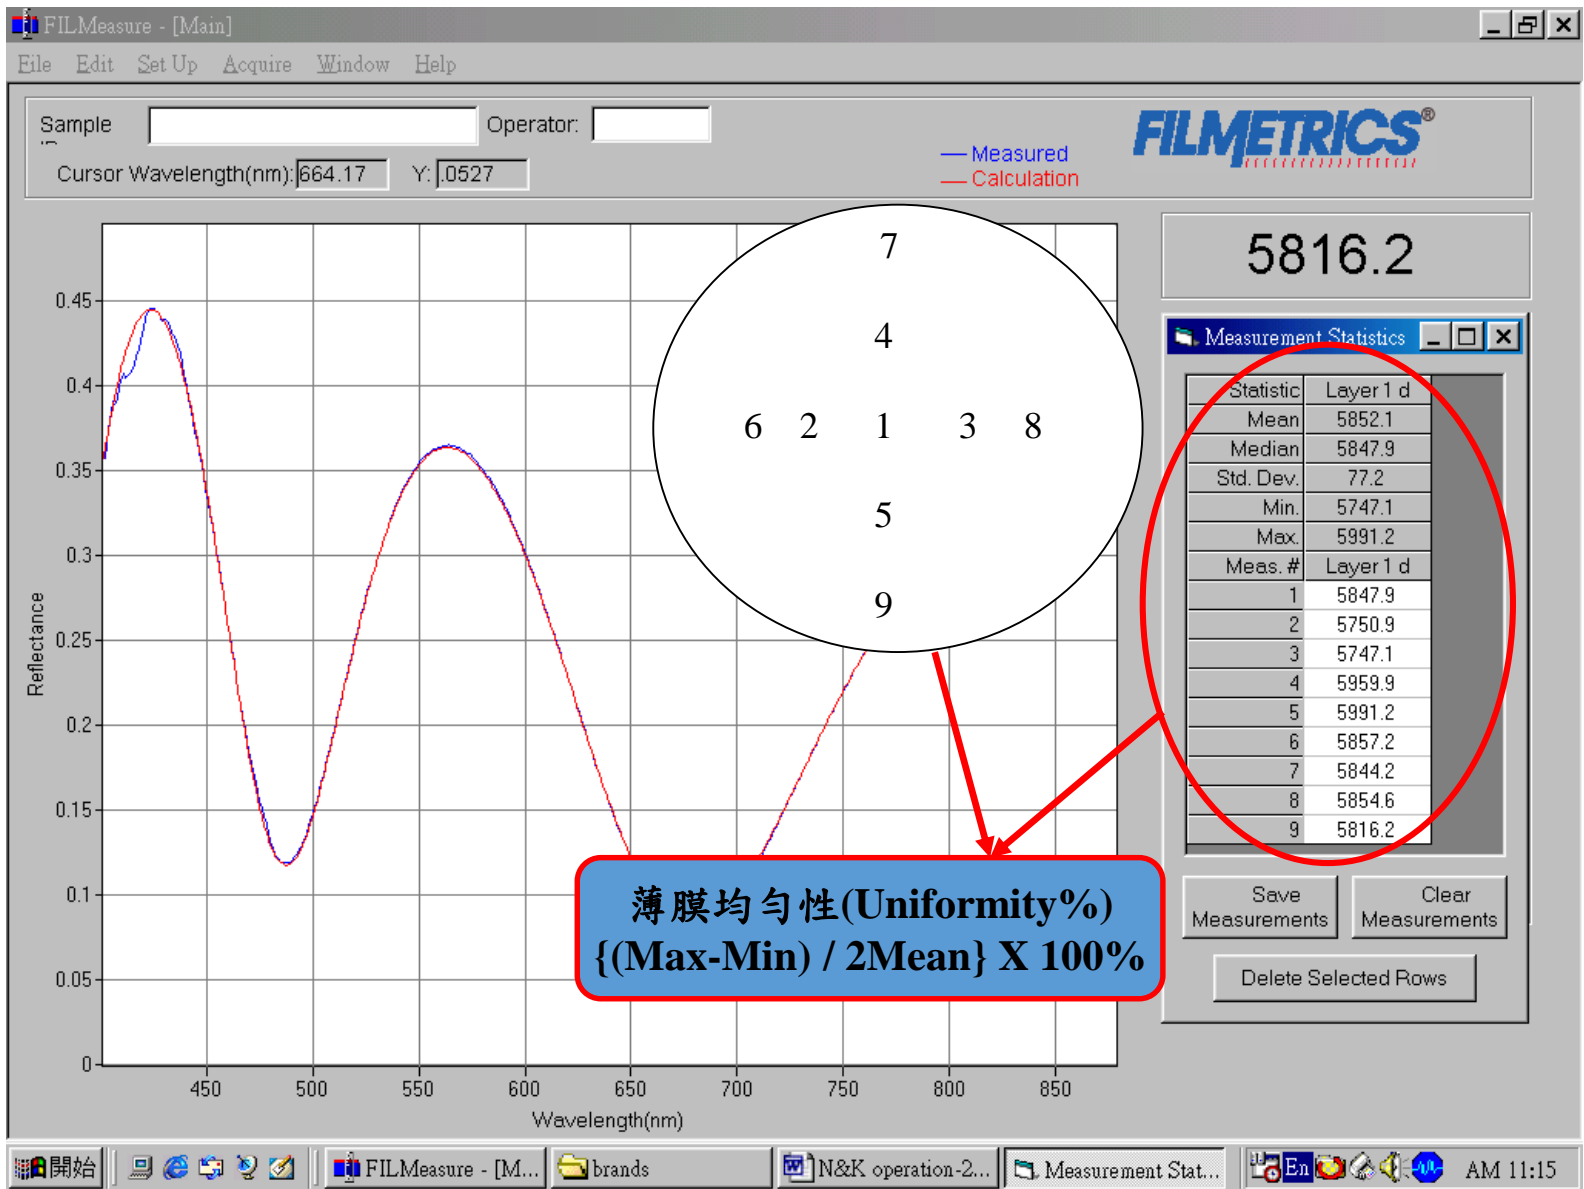 FILMeasure - [Main]
File Edit Set Up Acquire Window Help
Sample Operator:
Cursor Wavelength(nm): 664.17 Y: .0527
Measured
Calculation
FILMETRICS®
5816.2
Measurement Statistics
Statistic Layer 1 d
Mean 5852.1
Median 5847.9
Std. Dev. 77.2
Min. 5747.1
Max. 5991.2
Meas. # Layer 1 d
1 5847.9
2 5750.9
3 5747.1
4 5959.9
5 5991.2
6 5857.2
7 5844.2
8 5854.6
9 5816.2
Save Measurements
Clear Measurements
Delete Selected Rows
7
4
6 2 1 3 8
5
9
薄膜均勻性(Uniformity%)
{(Max-Min) / 2Mean} X 100%
Reflectance
0.45
0.4
0.35
0.3
0.25
0.2
0.15
0.1
0.05
0
450 500 550 600 650 700 750 800 850
Wavelength(nm)
開始 FILMeasure - [M... brands N&K operation-2... Measurement Stat... En AM 11:15